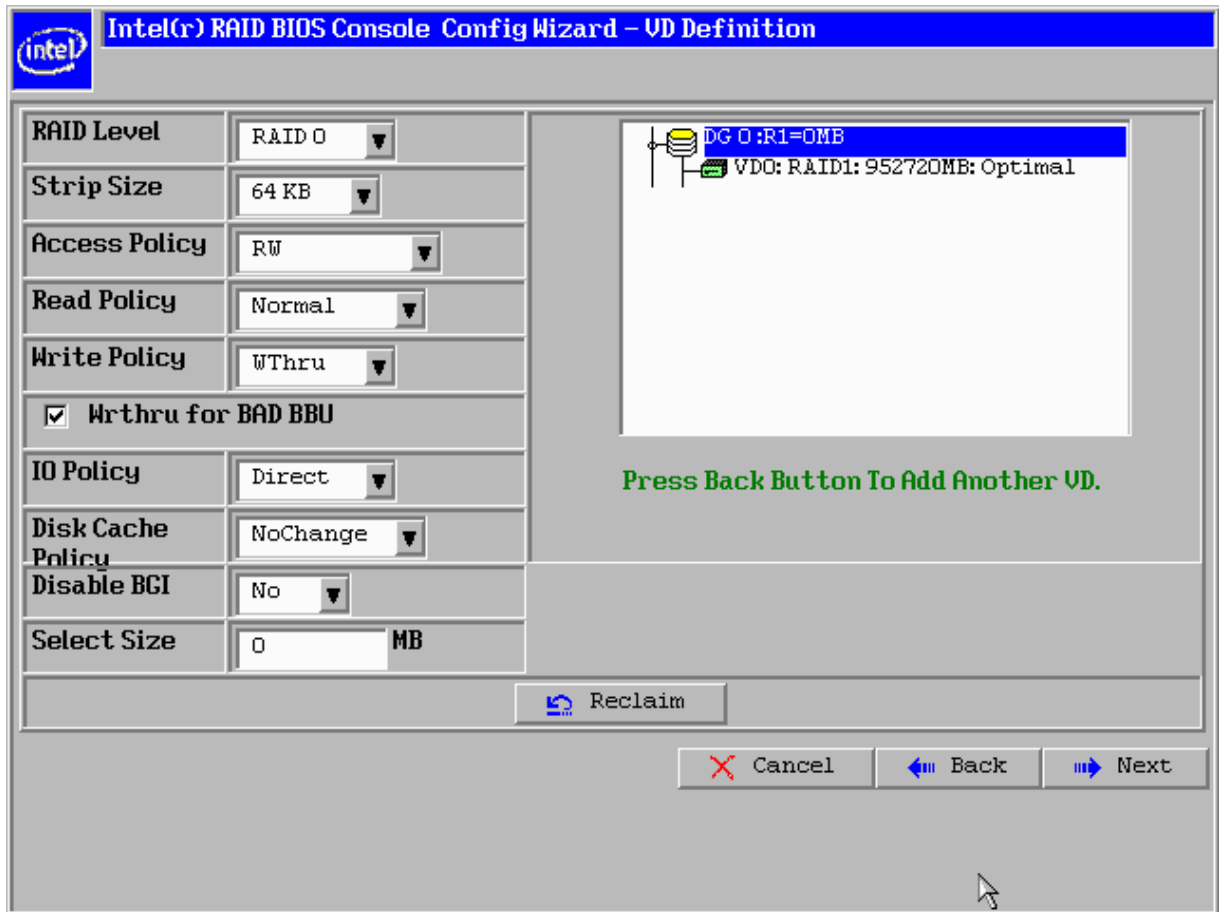 intel
Intel(r) RAID BIOS Console Config Wizard – VD Definition
RAID Level
RAID 0
Strip Size
64 KB
Access Policy
RW
Read Policy
Normal
Write Policy
WThru
Wrthru for BAD BBU
IO Policy
Direct
Disk Cache
Policy
NoChange
Disable BGI
No
Select Size
0
MB
DG 0 :R1=0MB
VD0: RAID1: 952720MB: Optimal
Press Back Button To Add Another VD.
Reclaim
Cancel
Back
Next